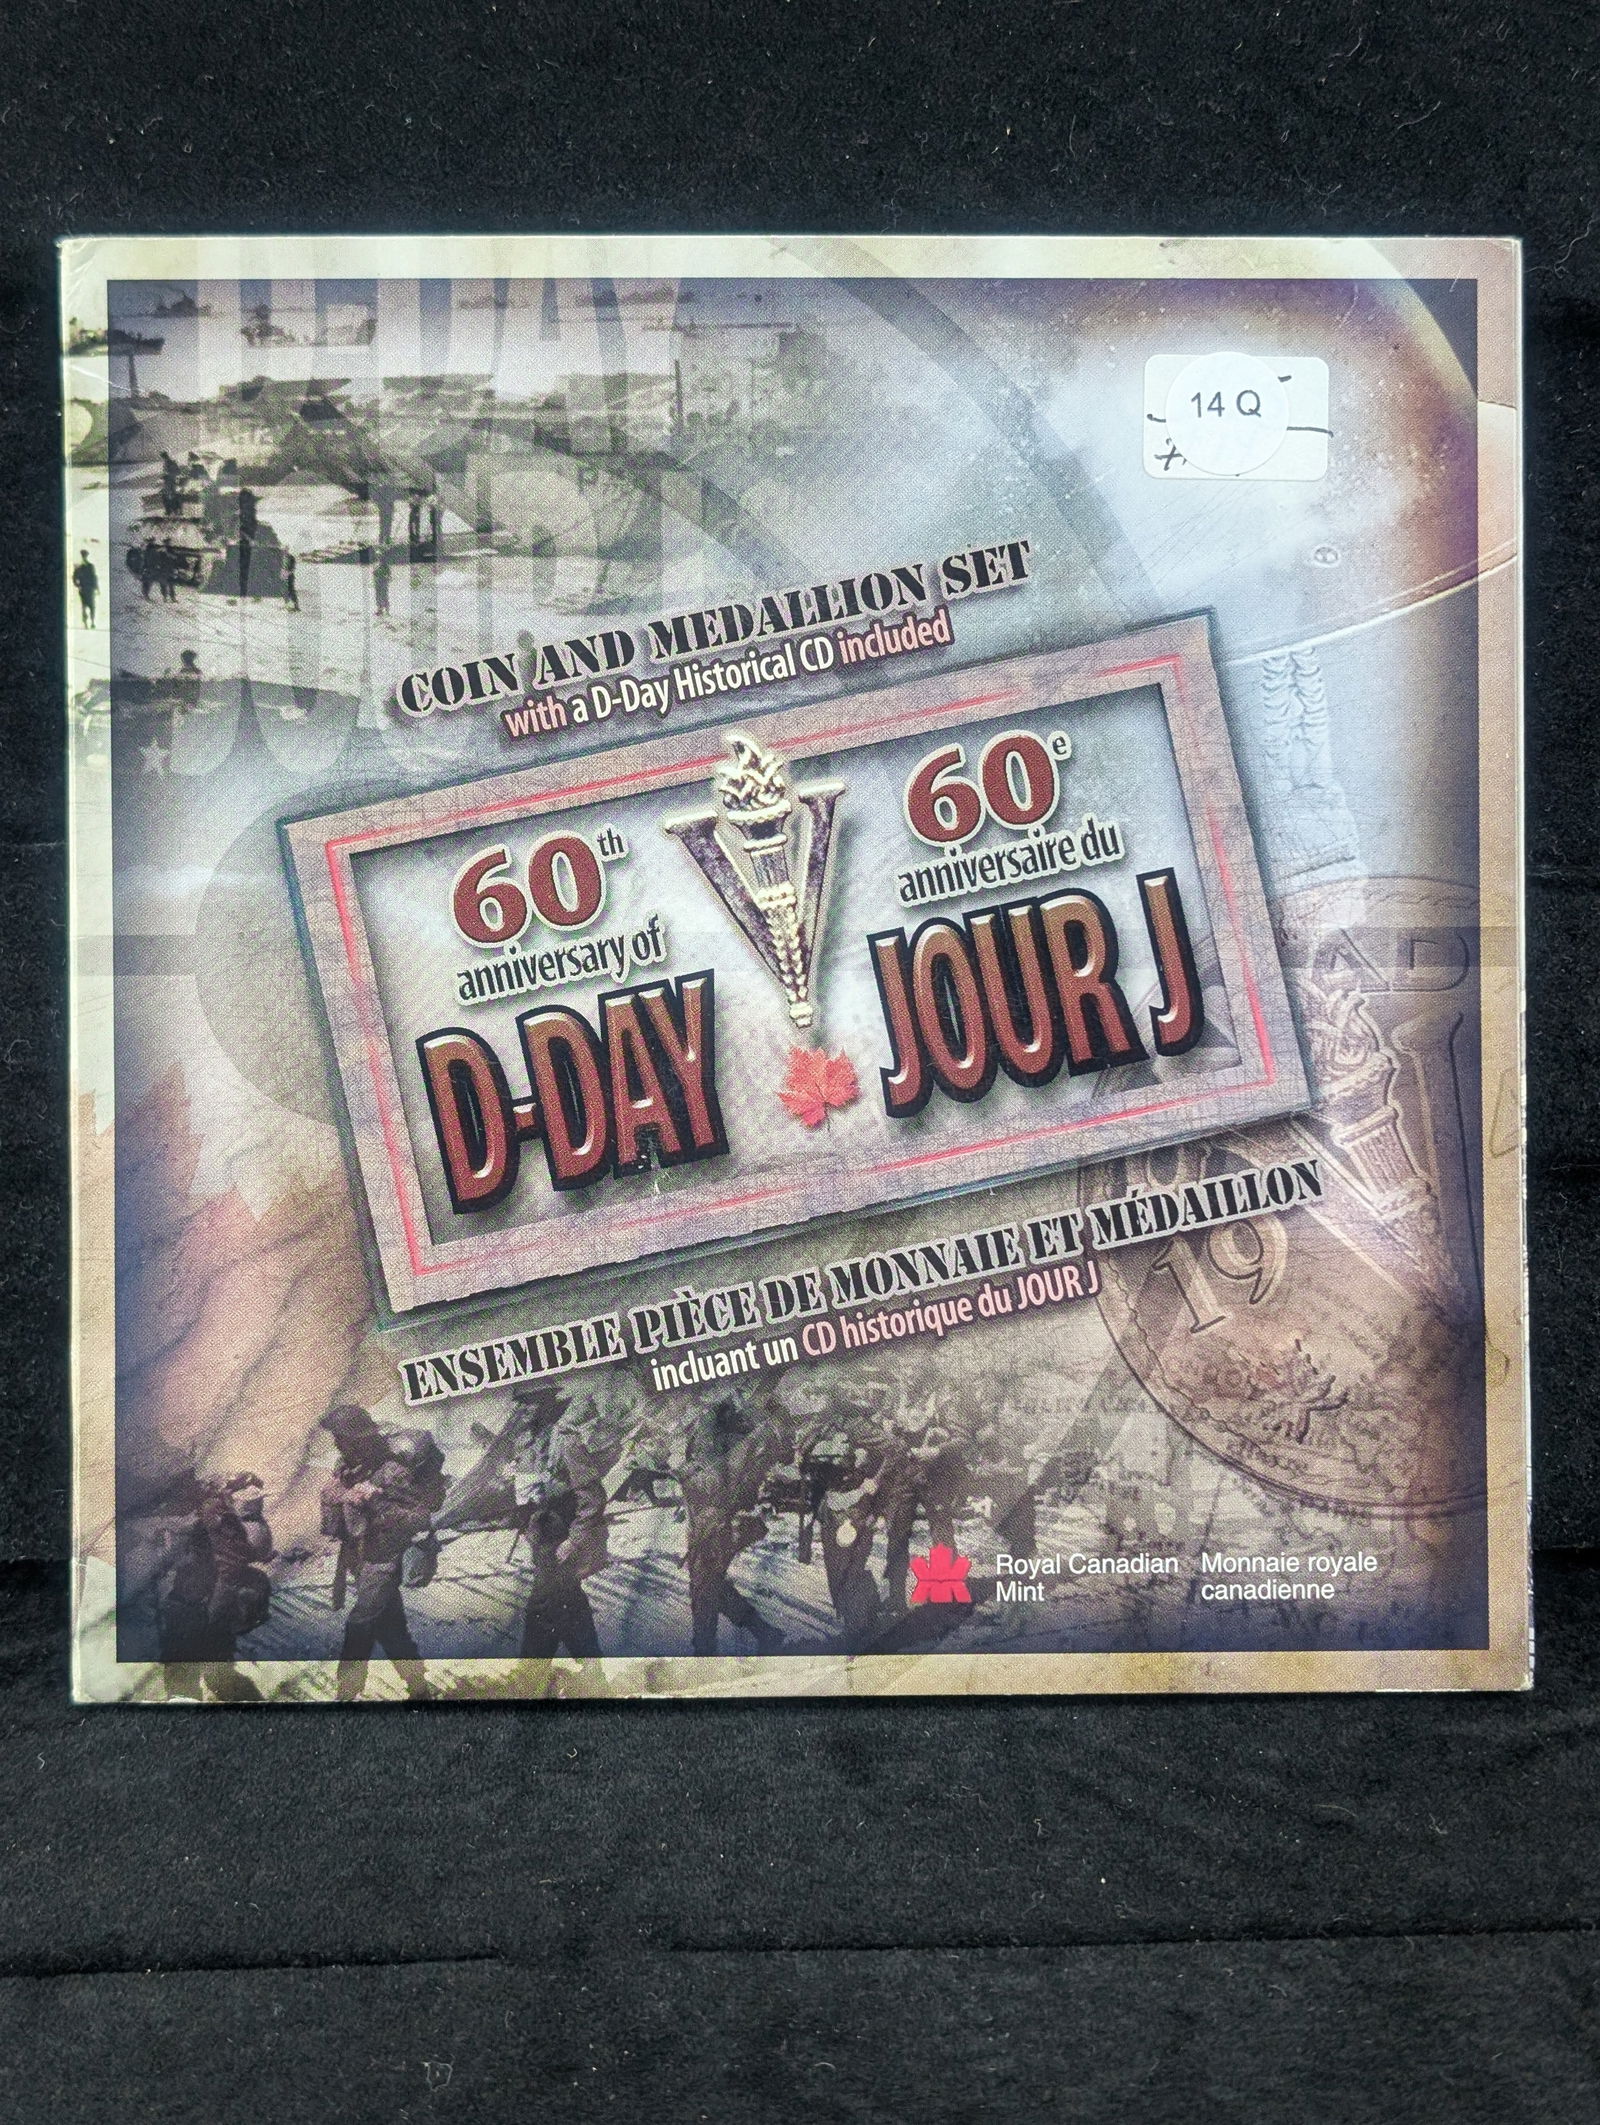 14 Q
COIN AND MEDALLION SET
with a D-Day Historical CD included
60th
anniversary of
D-DAY
60e
anniversaire du
JOUR J
ENSEMBLE PIÈCE DE MONNAIE ET MÉDAILLON
incluant un CD historique du JOUR J
19
Royal Canadian
Mint
Monnaie royale
canadienne